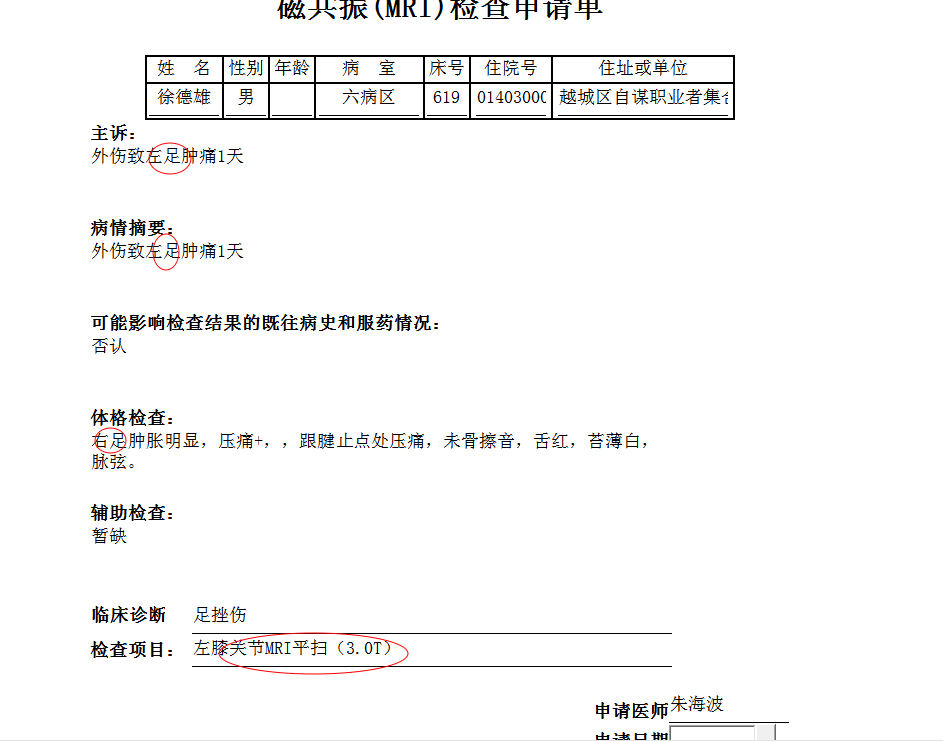 磁共振(MRI)检查申请单
姓 名 性别 年龄 病 室 床号 住院号 住址或单位
徐德雄 男 六病区 619 0140300 越城区自谋职业者集
主诉：
外伤致左足肿痛1天
病情摘要：
外伤致左足肿痛1天
可能影响检查结果的既往病史和服药情况：
否认
体格检查：
右足肿胀明显，压痛+，，跟腱止点处压痛，未骨擦音，舌红，苔薄白，
脉弦。
辅助检查：
暂缺
临床诊断 足挫伤
检查项目： 左膝关节MRI平扫（3.0T）
申请医师 朱海波
申请日期